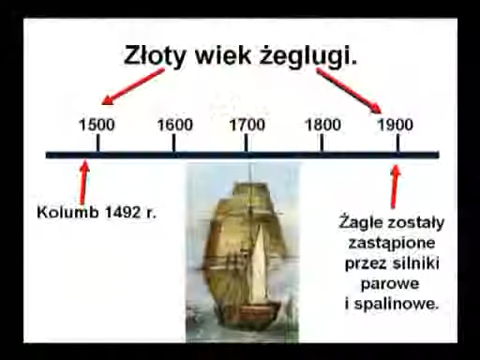 Złoty wiek żeglugi.
1500 1600 1700 1800 1900
Kolumb 1492 r.
Żagle zostały
zastąpione
przez silniki
parowe
i spalinowe.